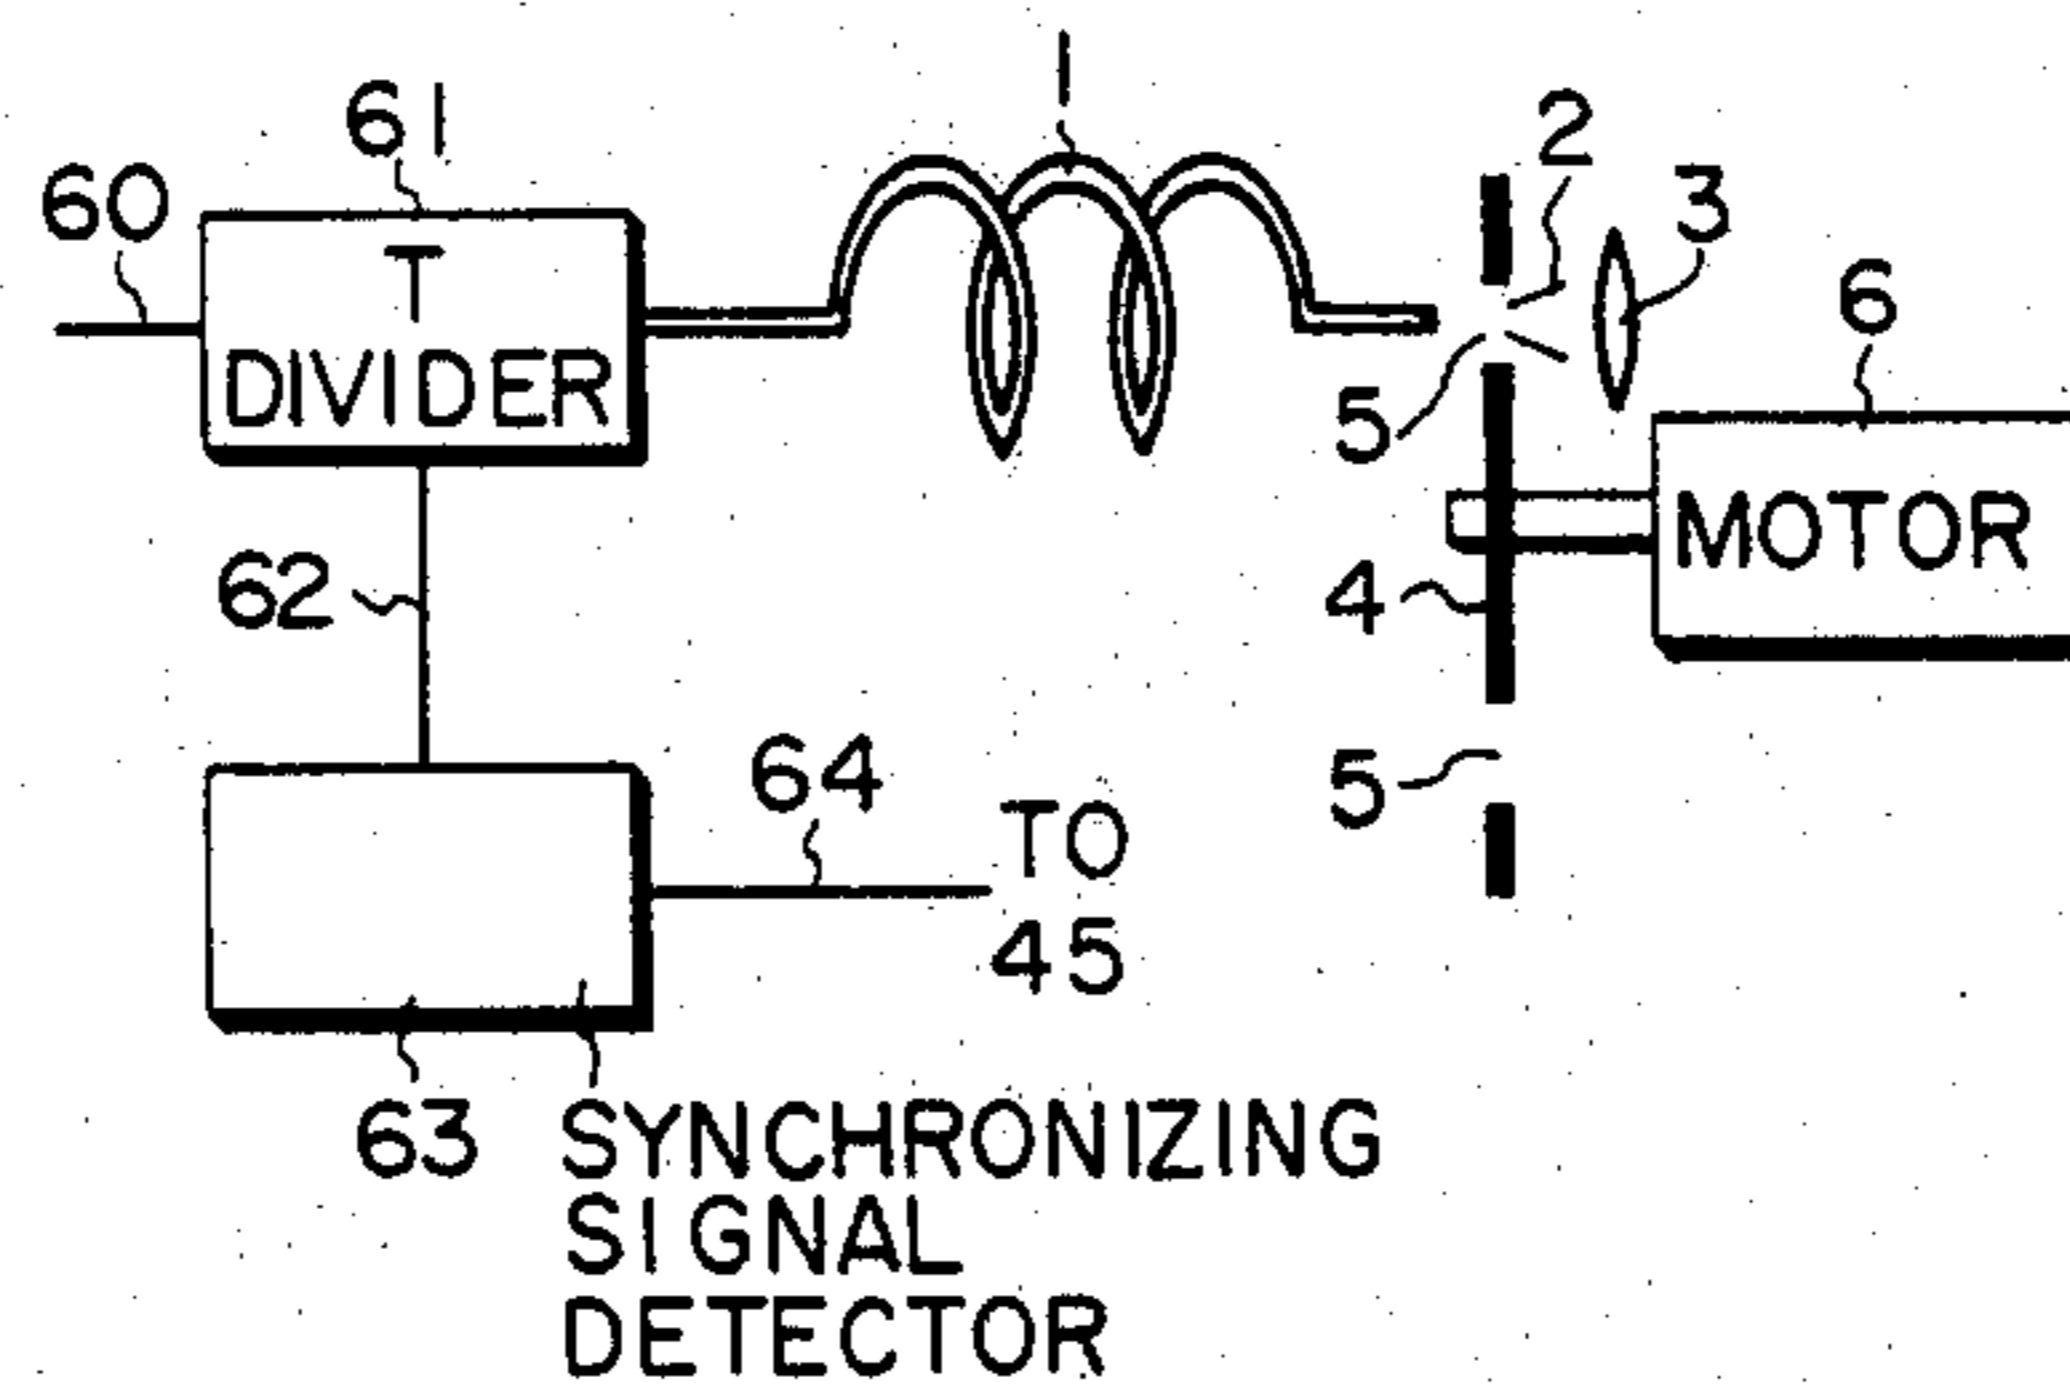 1
61
2
60
3
T
DIVIDER
6
5
MOTOR
62
4
64
TO
45
5
63
SYNCHRONIZING
SIGNAL
DETECTOR